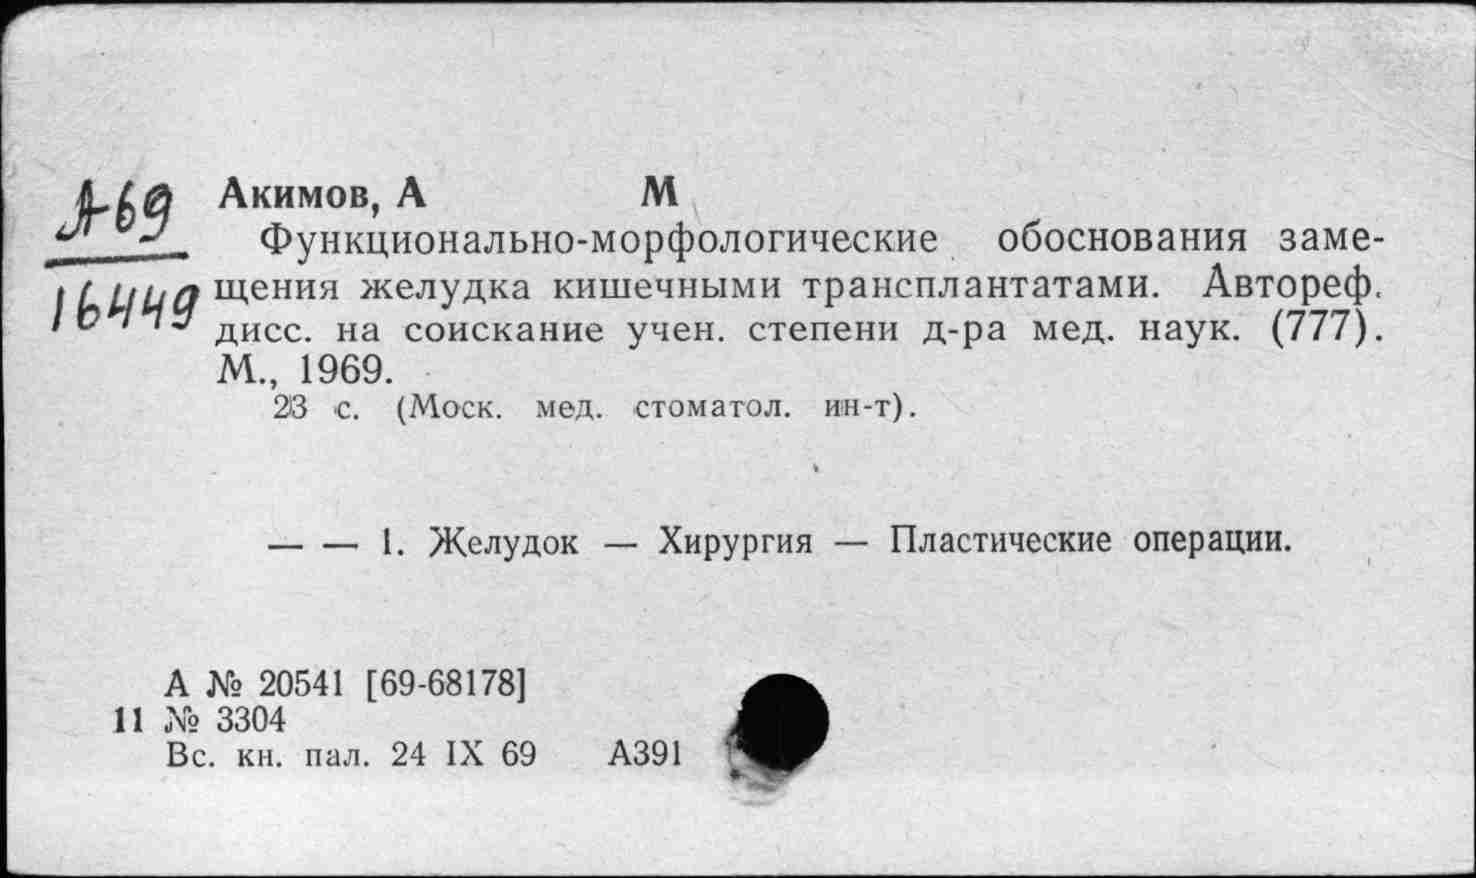 А-69
16449
Акимов, А М
Функционально-морфологические обоснования заме-
щения желудка кишечными трансплантатами. Автореф.
дисс. на соискание учен. степени д-ра мед. наук. (777).
М., 1969.
23 с. (Моск. мед. стоматол. ин-т).
— — 1. Желудок — Хирургия — Пластические операции.
А № 20541 [69-68178]
11 № 3304
Вс. кн. пал. 24 IX 69 А391